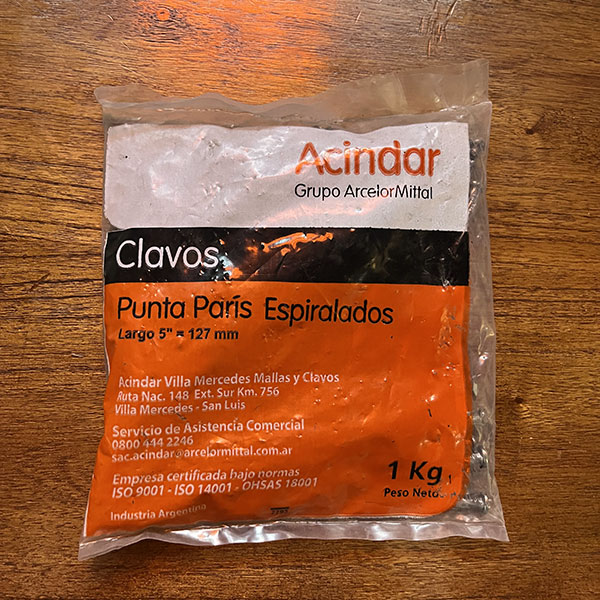 Acindar
Grupo ArcelorMittal
Clavos
Punta París Espiralados
Largo 5" = 127 mm
Acindar Villa Mercedes Mallas y Clavos
Ruta Nac. 148 Ext. Sur Km. 756
Villa Mercedes - San Luis
Servicio de Asistencia Comercial
0800 444 2246
sac.acindar@arcelormittal.com.ar
Empresa certificada bajo normas
ISO 9001 - ISO 14001 - OHSAS 18001
Industria Argentina
1 Kg
Peso Neto